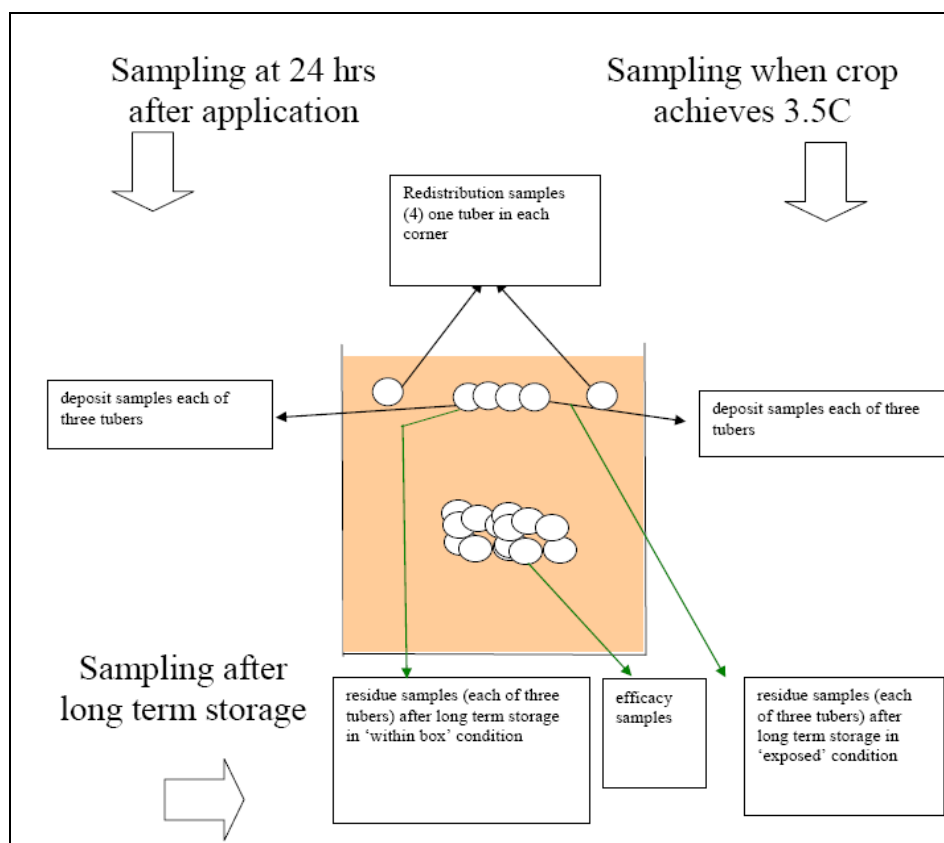 Sampling at 24 hrs
after application
Sampling when crop
achieves 3.5C
Redistribution samples
(4) one tuber in each
corner
deposit samples each of
three tubers
deposit samples each of three
tubers
Sampling after
long term storage
residue samples (each of three
tubers) after long term storage
in ‘within box’ condition
efficacy
samples
residue samples (each
of three tubers) after
long term storage in
‘exposed’ condition